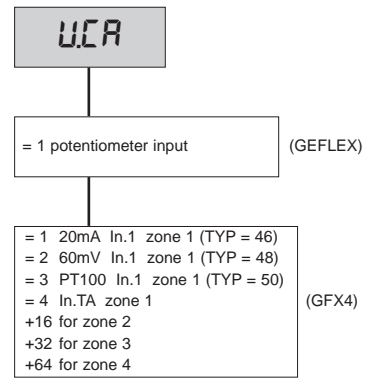 U.CA
= 1 potentiometer input (GEFLEX)
= 1 20mA In.1 zone 1 (TYP = 46)
= 2 60mV In.1 zone 1 (TYP = 48)
= 3 PT100 In.1 zone 1 (TYP = 50)
= 4 In.TA zone 1 (GFX4)
+16 for zone 2
+32 for zone 3
+64 for zone 4